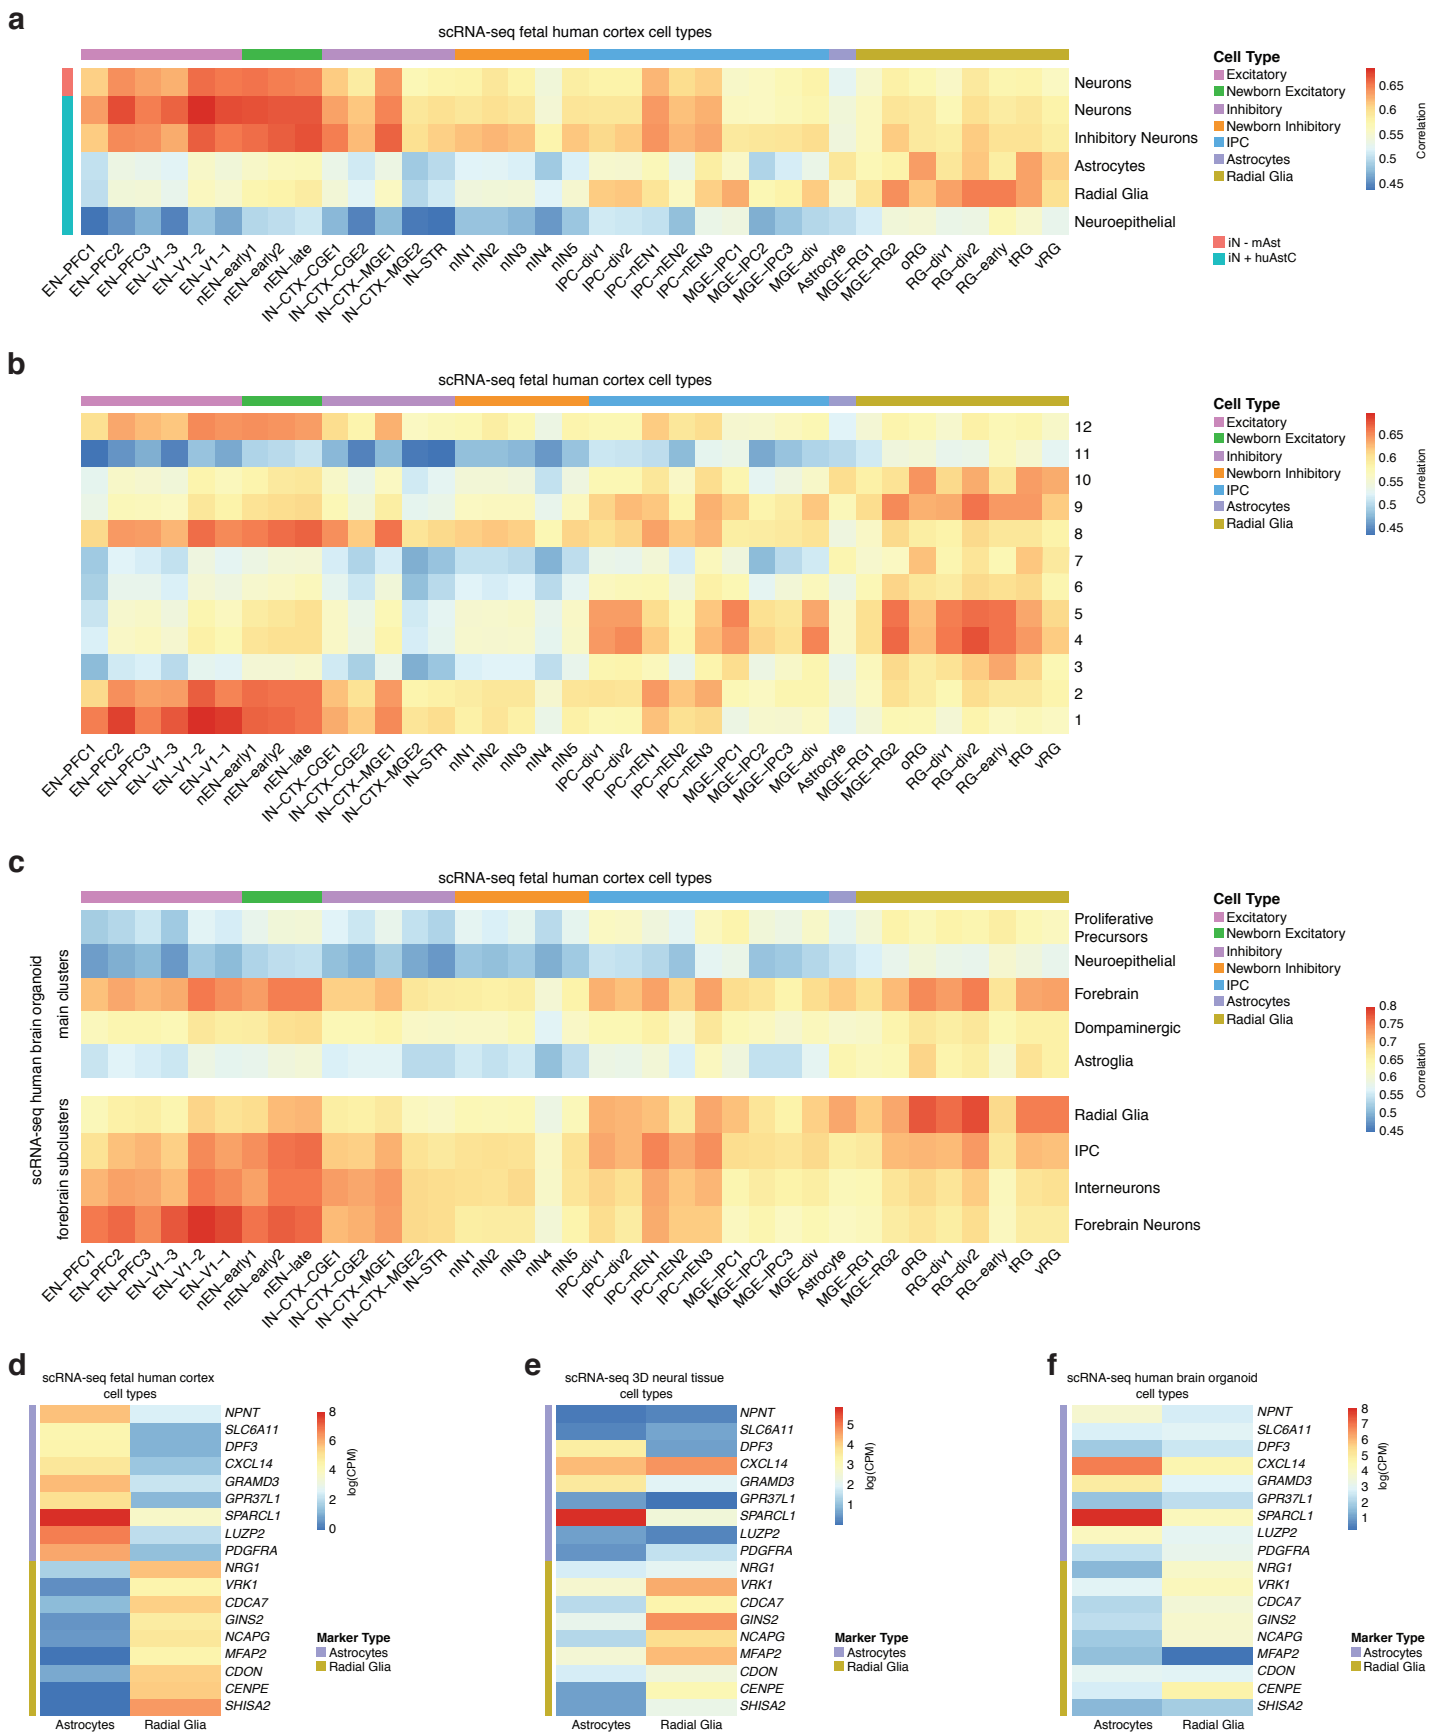 a
scRNA-seq fetal human cortex cell types
Neurons
Neurons
Inhibitory Neurons
Astrocytes
Radial Glia
Neuroepithelial
EN−PFC1
EN−PFC2
EN−PFC3
EN−V1−3
EN−V1−2
EN−V1−1
nEN−early1
nEN−early2
nEN−late
IN−CTX−CGE1
IN−CTX−CGE2
IN−CTX−MGE1
IN−CTX−MGE2
IN−STR
nIN1
nIN2
nIN3
nIN4
nIN5
IPC−div1
IPC−div2
IPC−nEN1
IPC−nEN2
IPC−nEN3
MGE−IPC1
MGE−IPC2
MGE−IPC3
MGE−div
Astrocyte
MGE−RG1
MGE−RG2
oRG
RG−div1
RG−div2
RG−early
tRG
vRG
Cell Type
Excitatory
Newborn Excitatory
Inhibitory
Newborn Inhibitory
IPC
Astrocytes
Radial Glia
iN - mAst
iN + huAstC
0.65
0.6
0.55
0.5
0.45
Correlation
b
scRNA-seq fetal human cortex cell types
12
11
10
9
8
7
6
5
4
3
2
1
EN−PFC1
EN−PFC2
EN−PFC3
EN−V1−3
EN−V1−2
EN−V1−1
nEN−early1
nEN−early2
nEN−late
IN−CTX−CGE1
IN−CTX−CGE2
IN−CTX−MGE1
IN−CTX−MGE2
IN−STR
nIN1
nIN2
nIN3
nIN4
nIN5
IPC−div1
IPC−div2
IPC−nEN1
IPC−nEN2
IPC−nEN3
MGE−IPC1
MGE−IPC2
MGE−IPC3
MGE−div
Astrocyte
MGE−RG1
MGE−RG2
oRG
RG−div1
RG−div2
RG−early
tRG
vRG
Cell Type
Excitatory
Newborn Excitatory
Inhibitory
Newborn Inhibitory
IPC
Astrocytes
Radial Glia
0.65
0.6
0.55
0.5
0.45
Correlation
c
scRNA-seq fetal human cortex cell types
scRNA-seq human brain organoid
main clusters
forebrain subclusters
Proliferative
Precursors
Neuroepithelial
Forebrain
Dompaminergic
Astroglia
Radial Glia
IPC
Interneurons
Forebrain Neurons
EN−PFC1
EN−PFC2
EN−PFC3
EN−V1−3
EN−V1−2
EN−V1−1
nEN−early1
nEN−early2
nEN−late
IN−CTX−CGE1
IN−CTX−CGE2
IN−CTX−MGE1
IN−CTX−MGE2
IN−STR
nIN1
nIN2
nIN3
nIN4
nIN5
IPC−div1
IPC−div2
IPC−nEN1
IPC−nEN2
IPC−nEN3
MGE−IPC1
MGE−IPC2
MGE−IPC3
MGE−div
Astrocyte
MGE−RG1
MGE−RG2
oRG
RG−div1
RG−div2
RG−early
tRG
vRG
Cell Type
Excitatory
Newborn Excitatory
Inhibitory
Newborn Inhibitory
IPC
Astrocytes
Radial Glia
0.8
0.75
0.7
0.65
0.6
0.55
0.5
0.45
Correlation
d
scRNA-seq fetal human cortex
cell types
NPNT
SLC6A11
DPF3
CXCL14
GRAMD3
GPR37L1
SPARCL1
LUZP2
PDGFRA
NRG1
VRK1
CDCA7
GINS2
NCAPG
MFAP2
CDON
CENPE
SHISA2
Astrocytes
Radial Glia
8
6
4
2
0
log(CPM)
Marker Type
Astrocytes
Radial Glia
e
scRNA-seq 3D neural tissue
cell types
NPNT
SLC6A11
DPF3
CXCL14
GRAMD3
GPR37L1
SPARCL1
LUZP2
PDGFRA
NRG1
VRK1
CDCA7
GINS2
NCAPG
MFAP2
CDON
CENPE
SHISA2
Astrocytes
Radial Glia
5
4
3
2
1
log(CPM)
Marker Type
Astrocytes
Radial Glia
f
scRNA-seq human brain organoid
cell types
NPNT
SLC6A11
DPF3
CXCL14
GRAMD3
GPR37L1
SPARCL1
LUZP2
PDGFRA
NRG1
VRK1
CDCA7
GINS2
NCAPG
MFAP2
CDON
CENPE
SHISA2
Astrocytes
Radial Glia
8
7
6
5
4
3
2
1
log(CPM)
Marker Type
Astrocytes
Radial Glia